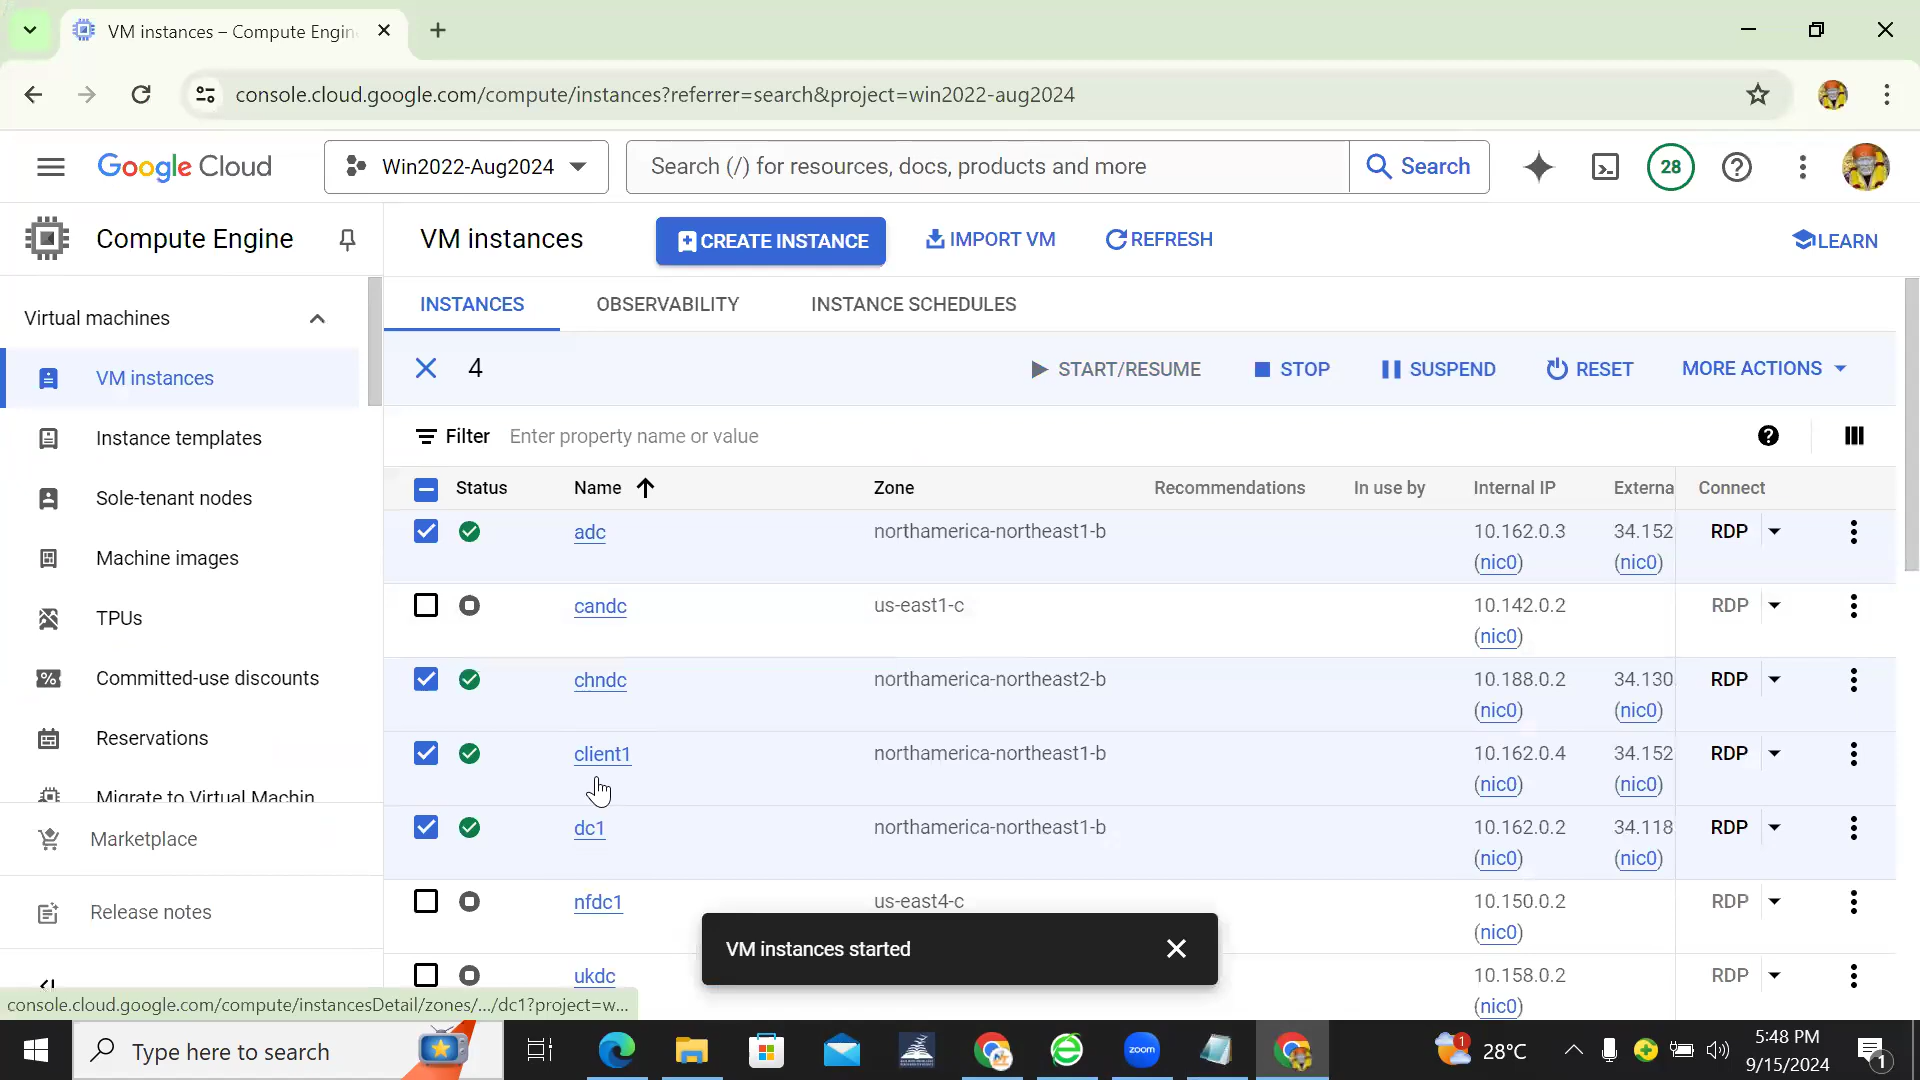 VM instances – Compute Engin
console.cloud.google.com/compute/instances?referrer=search&project=win2022-aug2024
Google Cloud
Win2022-Aug2024
Search (/) for resources, docs, products and more
Search
28
Compute Engine
VM instances
CREATE INSTANCE
IMPORT VM
REFRESH
LEARN
Virtual machines
VM instances
Instance templates
Sole-tenant nodes
Machine images
TPUs
Committed-use discounts
Reservations
Migrate to Virtual Machin
Marketplace
Release notes
INSTANCES
OBSERVABILITY
INSTANCE SCHEDULES
4
START/RESUME
STOP
SUSPEND
RESET
MORE ACTIONS
Filter
Enter property name or value
Status Name Zone Recommendations In use by Internal IP Externa Connect
adc northamerica-northeast1-b 10.162.0.3 34.152 RDP
(nic0) (nic0)
candc us-east1-c 10.142.0.2 RDP
(nic0)
chndc northamerica-northeast2-b 10.188.0.2 34.130 RDP
(nic0) (nic0)
client1 northamerica-northeast1-b 10.162.0.4 34.152 RDP
(nic0) (nic0)
dc1 northamerica-northeast1-b 10.162.0.2 34.118 RDP
(nic0) (nic0)
nfdc1 us-east4-c 10.150.0.2 RDP
(nic0)
ukdc 10.158.0.2 RDP
(nic0)
VM instances started
console.cloud.google.com/compute/instancesDetail/zones/.../dc1?project=w...
Type here to search
zoom
1
28°C
5:48 PM
9/15/2024
1